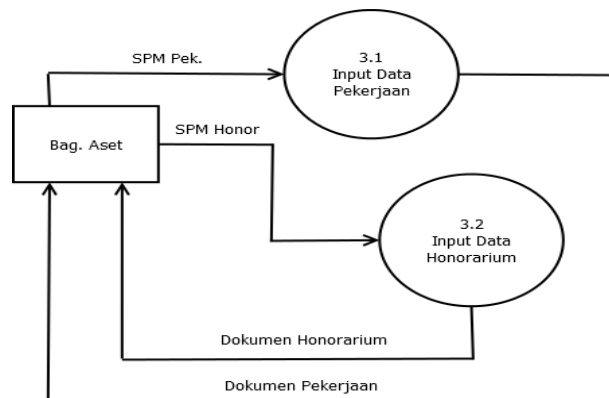 SPM Pek.
3.1
Input Data
Pekerjaan
Bag. Aset
SPM Honor
3.2
Input Data
Honorarium
Dokumen Honorarium
Dokumen Pekerjaan